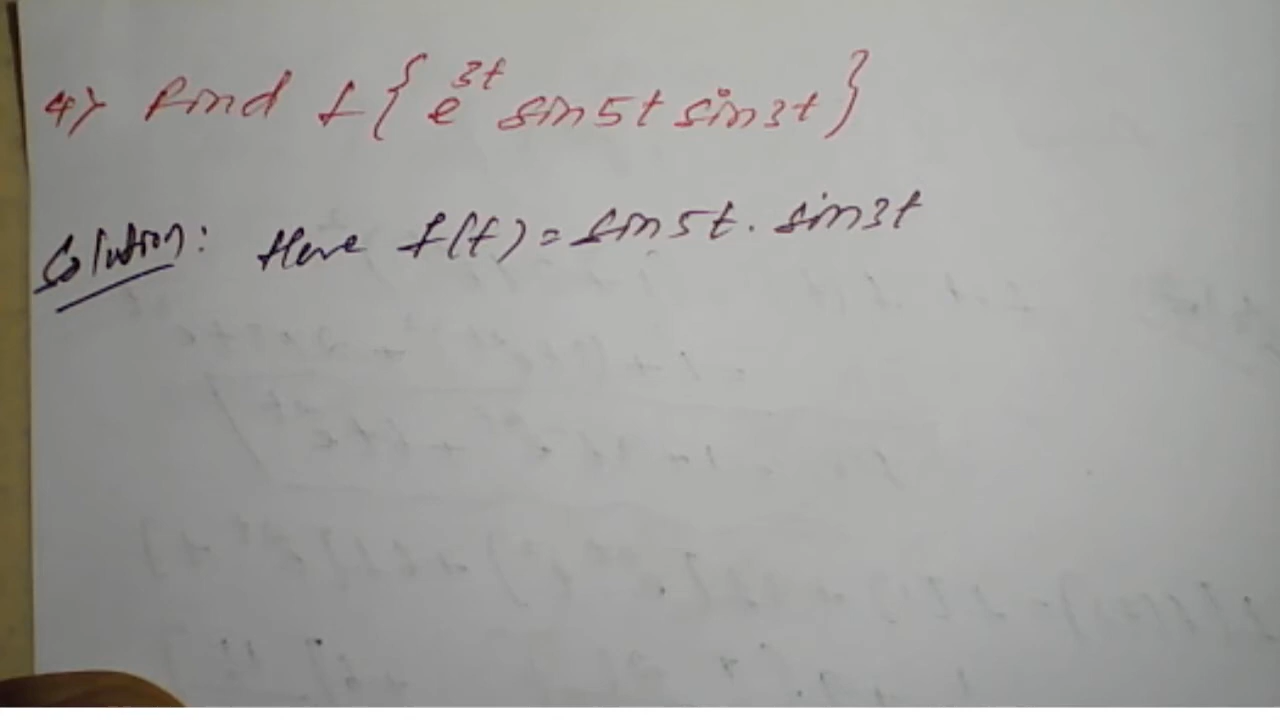 4) Find L{e^3t sin5t sin3t}
Solution: Here f(t) = sin5t . sin3t